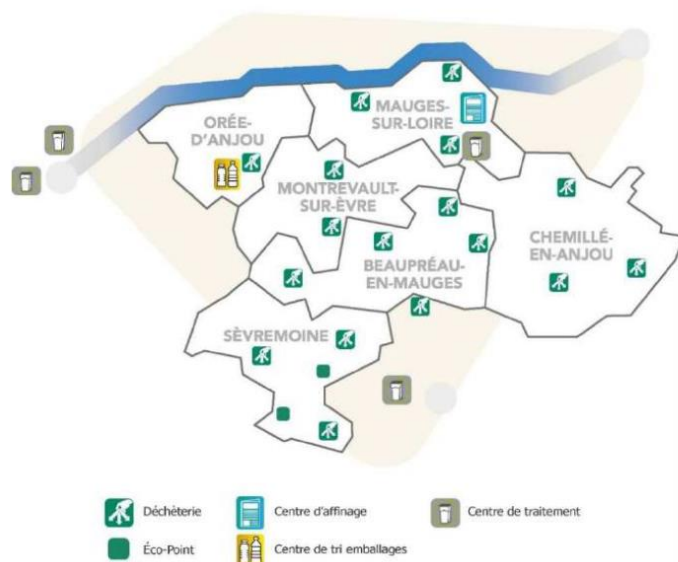 ORÉE-
D'ANJOU
MAUGES-
SUR-LOIRE
MONTREVAULT-
SUR-ÈVRE
CHEMILLÉ-
EN-ANJOU
BEAUPRÉAU-
EN-MAUGES
SÈVREMOINE
Déchèterie
Centre d'affinage
Centre de traitement
Éco-Point
Centre de tri emballages